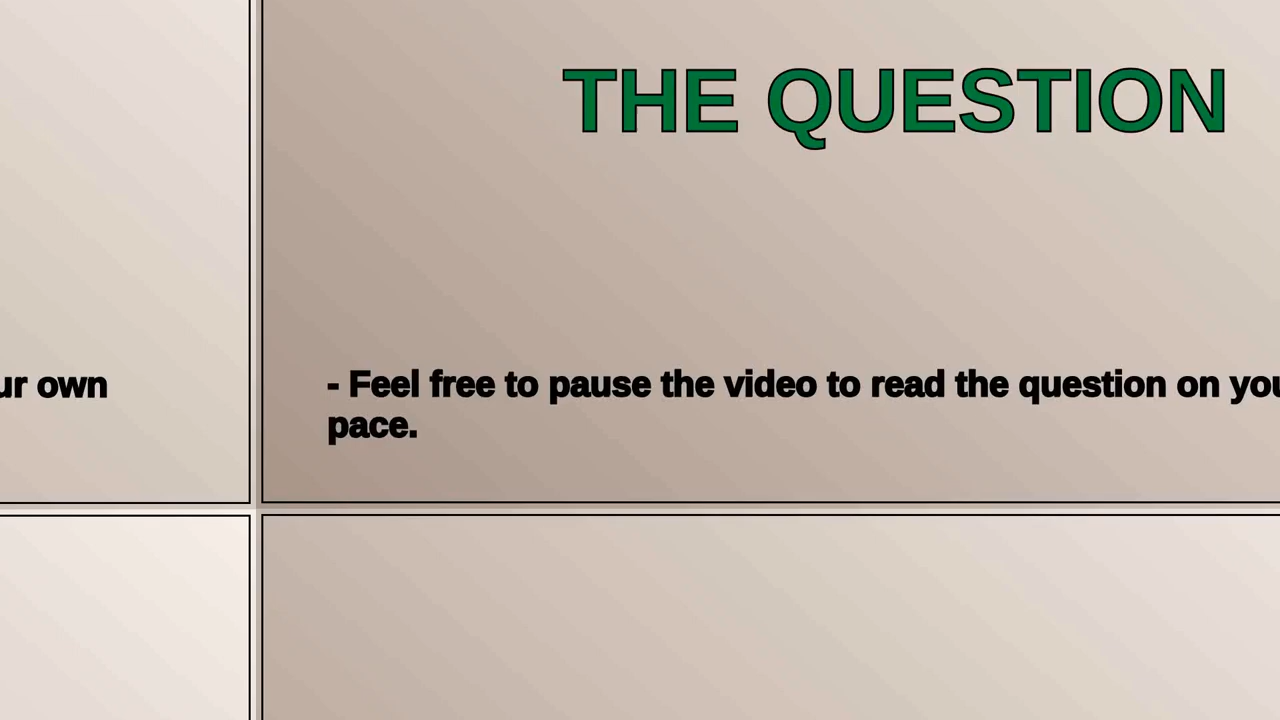 THE QUESTION
ur own
- Feel free to pause the video to read the question on you
pace.